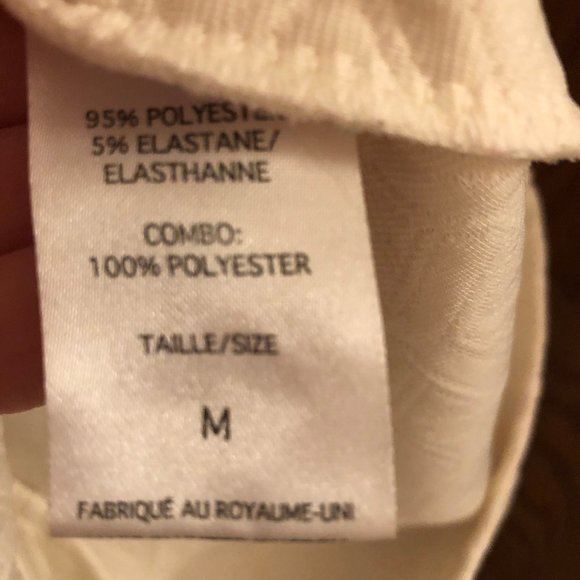 95% POLYESTER
5% ELASTANE/
ELASTHANNE
COMBO:
100% POLYESTER
TAILLE/SIZE
M
FABRIQUÉ AU ROYAUME-UNI